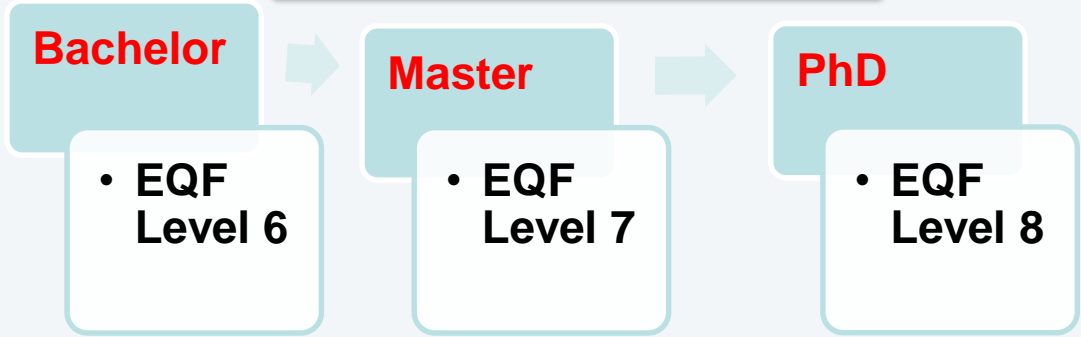 Bachelor
• EQF
Level 6
Master
• EQF
Level 7
PhD
• EQF
Level 8